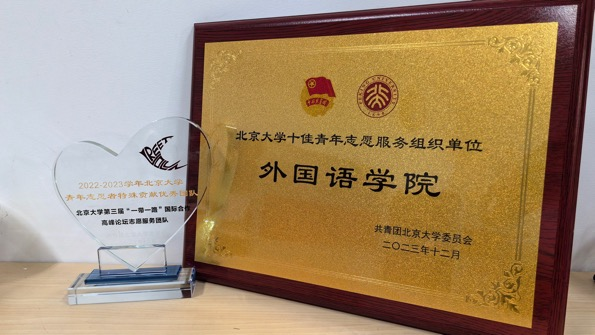 2022-2023学年北京大学
青年志愿者特殊贡献优秀团队
北京大学第三届“一带一路”国际合作
高峰论坛志愿服务团队
北京大学十佳青年志愿服务组织单位
外国语学院
共青团北京大学委员会
二〇二三年十二月